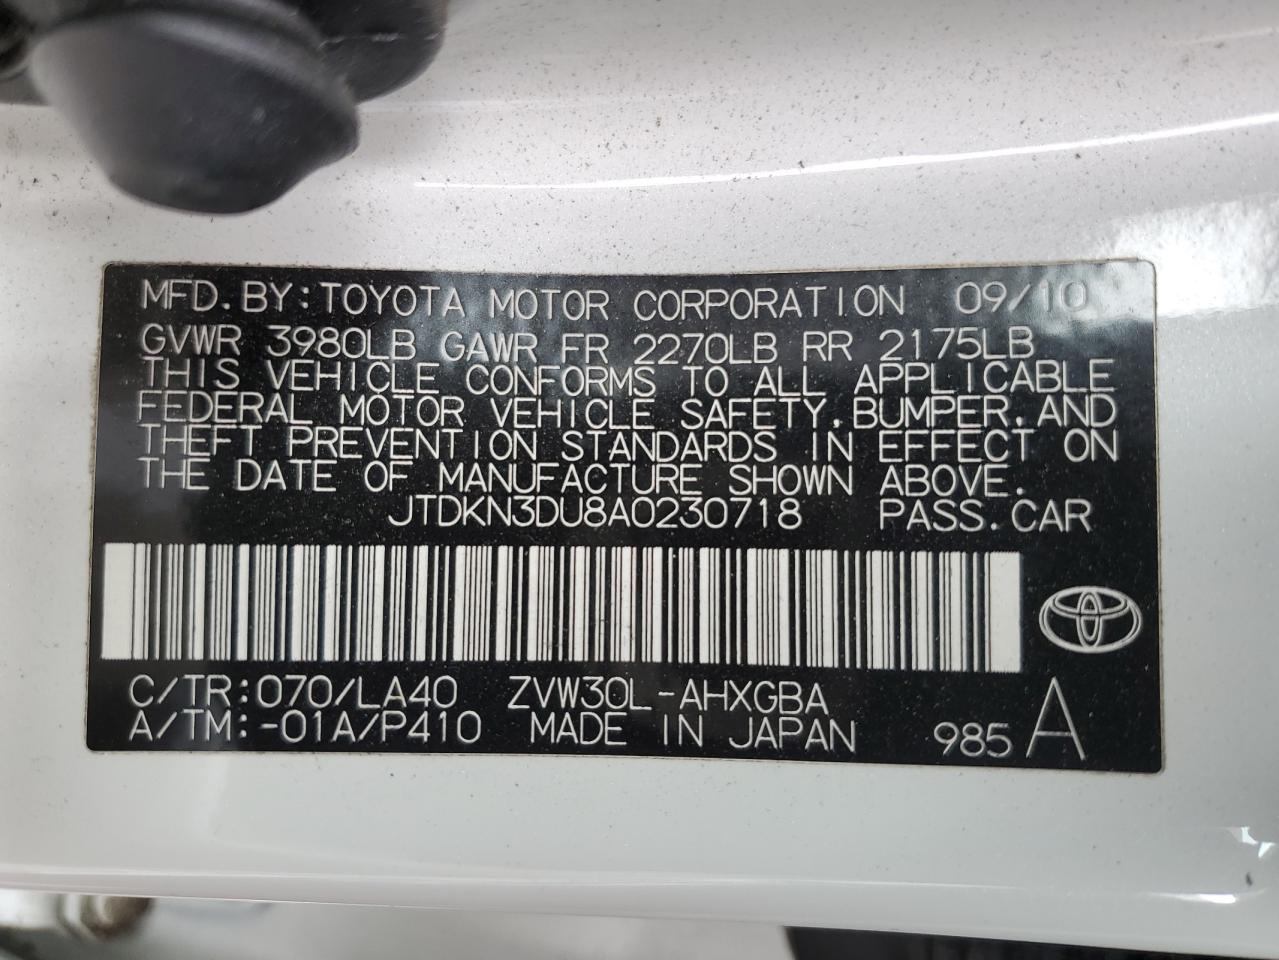 MFD.BY:TOYOTA MOTOR CORPORATION 09/10
GVWR 3980LB GAWR FR 2270LB RR 2175LB
THIS VEHICLE CONFORMS TO ALL APPLICABLE
FEDERAL MOTOR VEHICLE SAFETY,BUMPER,AND
THEFT PREVENTION STANDARDS IN EFFECT ON
THE DATE OF MANUFACTURE SHOWN ABOVE.
JTDKN3DU8A0230718 PASS.CAR
C/TR:070/LA40 ZVW30L-AHXGBA
A/TM:-01A/P410 MADE IN JAPAN 985 A